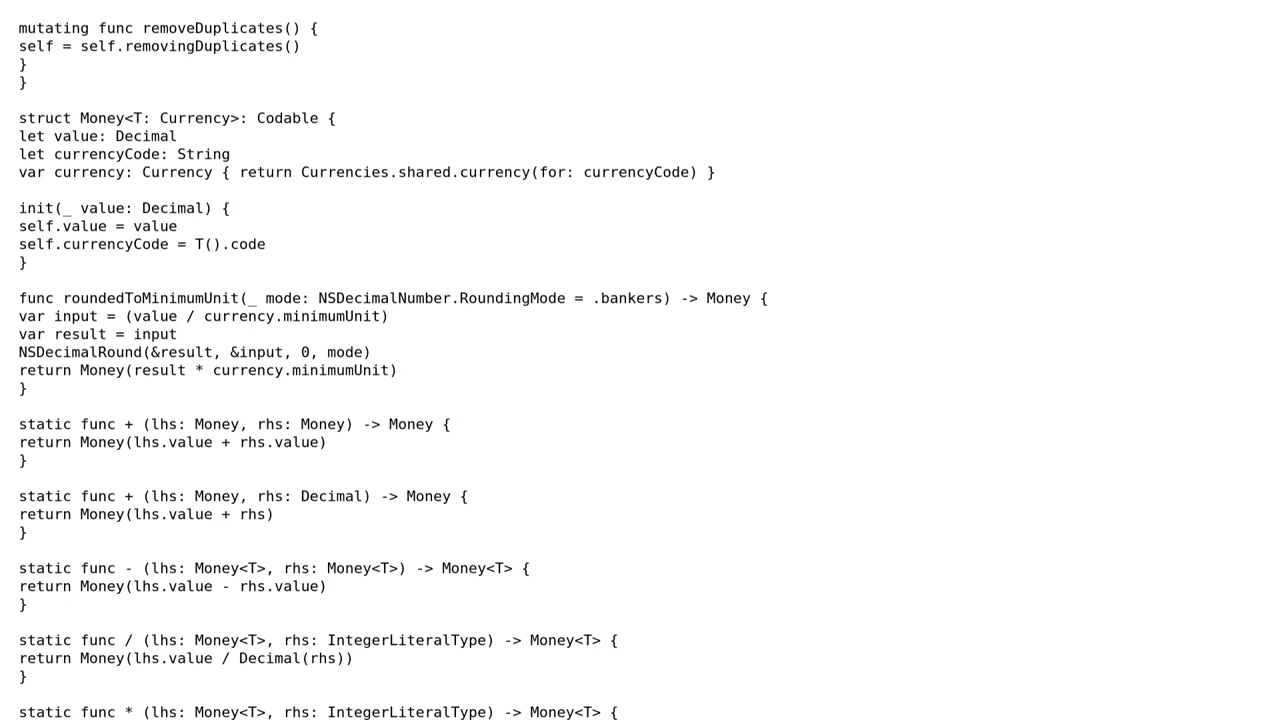 mutating func removeDuplicates() {
self = self.removingDuplicates()
}
}

struct Money<T: Currency>: Codable {
let value: Decimal
let currencyCode: String
var currency: Currency { return Currencies.shared.currency(for: currencyCode) }

init(_ value: Decimal) {
self.value = value
self.currencyCode = T().code
}

func roundedToMinimumUnit(_ mode: NSDecimalNumber.RoundingMode = .bankers) -> Money {
var input = (value / currency.minimumUnit)
var result = input
NSDecimalRound(&result, &input, 0, mode)
return Money(result * currency.minimumUnit)
}

static func + (lhs: Money, rhs: Money) -> Money {
return Money(lhs.value + rhs.value)
}

static func + (lhs: Money, rhs: Decimal) -> Money {
return Money(lhs.value + rhs)
}

static func - (lhs: Money<T>, rhs: Money<T>) -> Money<T> {
return Money(lhs.value - rhs.value)
}

static func / (lhs: Money<T>, rhs: IntegerLiteralType) -> Money<T> {
return Money(lhs.value / Decimal(rhs))
}

static func * (lhs: Money<T>, rhs: IntegerLiteralType) -> Money<T> {